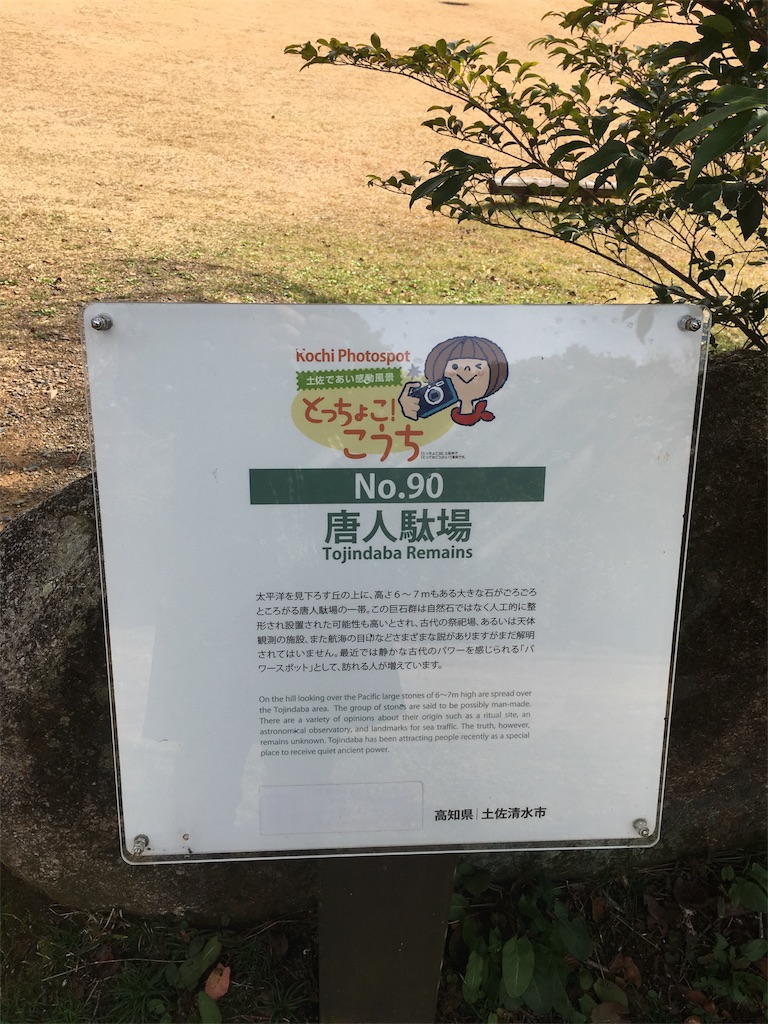 Kochi Photospot
土佐であい感動風景
とっちょこ!
こうち
No.90
唐人駄場
Tojindaba Remains
太平洋を見下ろす丘の上に、高さ6〜7mもある大きな石がごろごろ
ところがる唐人駄場の一帯。この巨石群は自然石ではなく人工的に整
形され設置された可能性も高いとされ、古代の祭祀場、あるいは天体
観測の施設、また航海の目印などさまざまな説がありますがまだ解明
されてはいません。最近では静かな古代のパワーを感じられる「パ
ワースポット」として、訪れる人が増えています。
On the hill looking over the Pacific large stones of 6〜7m high are spread over
the Tojindaba area. The group of stones are said to be possibly man-made.
There are a variety of opinions about their origin such as a ritual site, an
astronomical observatory, and landmarks for sea traffic. The truth, however,
remains unknown. Tojindaba has been attracting people recently as a special
place to receive quiet ancient power.
高知県|土佐清水市